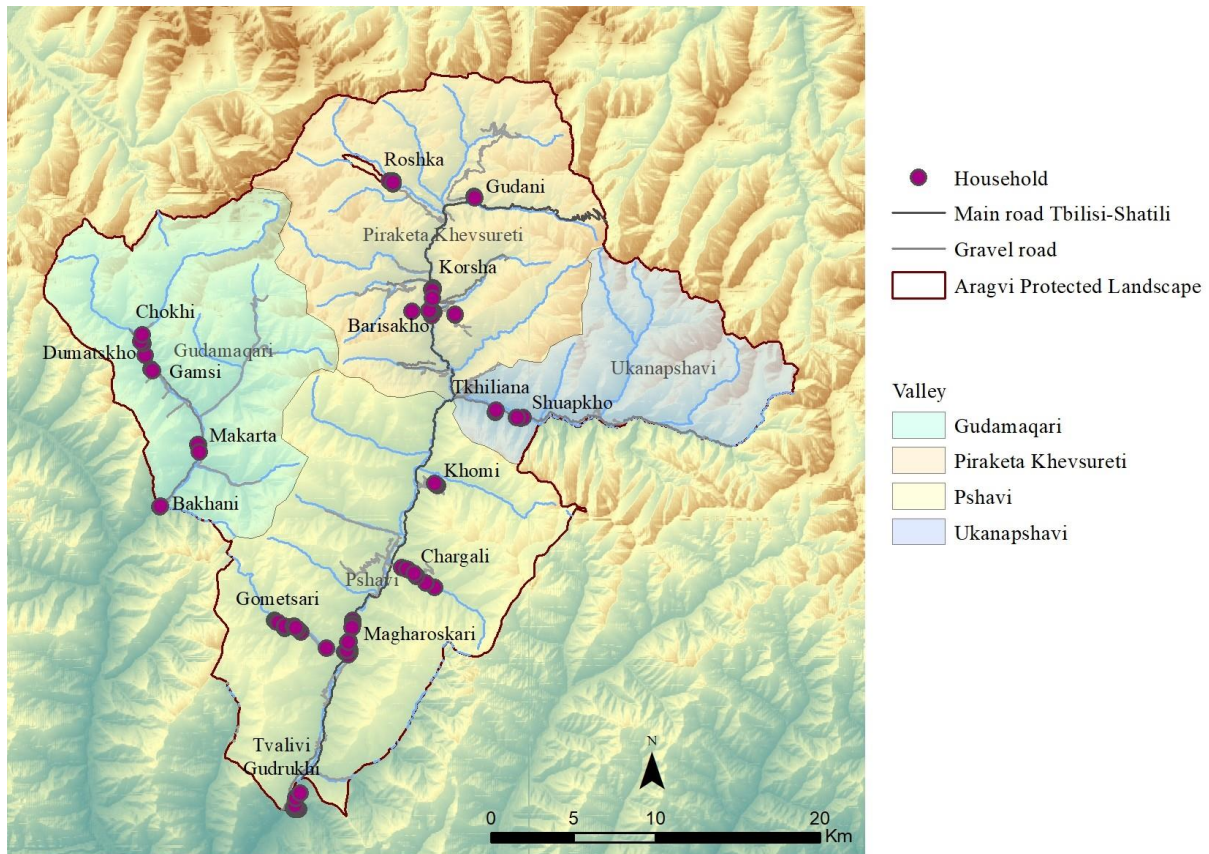 Roshka
Gudani
Piraketa Khevsureti
Korsha
Barisakho
Chokhi
Dumatskho
Gudamaqari
Gamsi
Ukanapshavi
Tkhiliana
Shuapkho
Makarta
Khomi
Bakhani
Chargali
Pshavi
Gometsari
Magharoskari
Tvalivi
Gudrukhi
N
0 5 10 20
Km
Household
Main road Tbilisi-Shatili
Gravel road
Aragvi Protected Landscape
Valley
Gudamaqari
Piraketa Khevsureti
Pshavi
Ukanapshavi